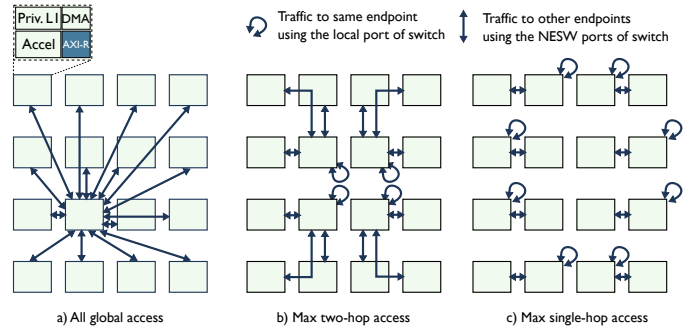 Priv. L1 DMA
Accel AXI-R
Traffic to same endpoint
using the local port of switch
Traffic to other endpoints
using the NESW ports of switch
a) All global access
b) Max two-hop access
c) Max single-hop access